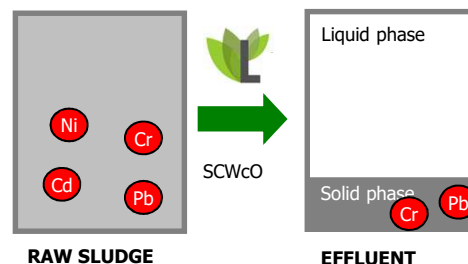 Liquid phase
L
Ni
Cr
Cd
Pb
SCWcO
Solid phase
Cr
Pb
RAW SLUDGE
EFFLUENT